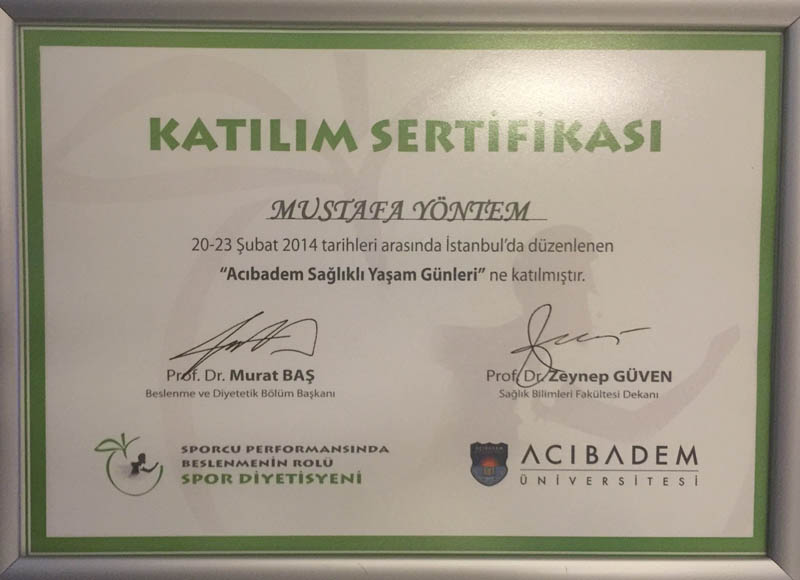 KATILIM SERTİFİKASI
MUSTAFA YÖNTEM
20-23 Şubat 2014 tarihleri arasında İstanbul'da düzenlenen
"Acıbadem Sağlıklı Yaşam Günleri" ne katılmıştır.
Prof. Dr. Murat BAŞ
Beslenme ve Diyetetik Bölüm Başkanı
Prof. Dr. Zeynep GÜVEN
Sağlık Bilimleri Fakültesi Dekanı
SPORCU PERFORMANSINDA
BESLENMENİN ROLÜ
SPOR DİYETİSYENİ
ACIBADEM
ÜNİVERSİTESİ